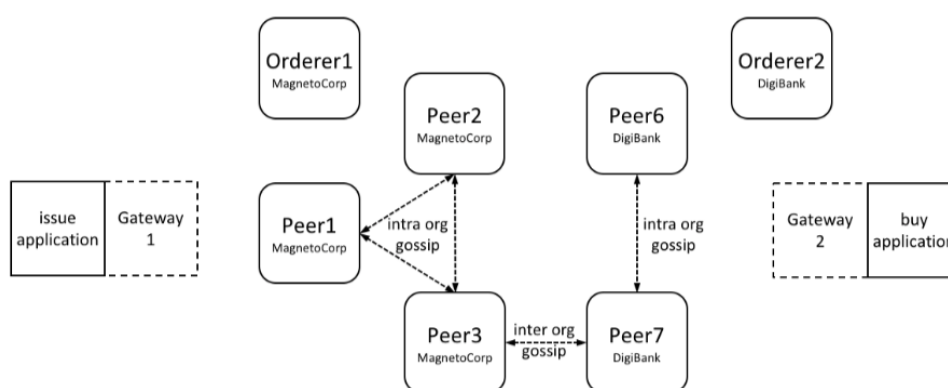 Orderer1
MagnetoCorp
Orderer2
DigiBank
Peer2
MagnetoCorp
Peer6
DigiBank
issue
application
Gateway
1
Peer1
MagnetoCorp
intra org
gossip
intra org
gossip
Gateway
2
buy
application
Peer3
MagnetoCorp
inter org
gossip
Peer7
DigiBank